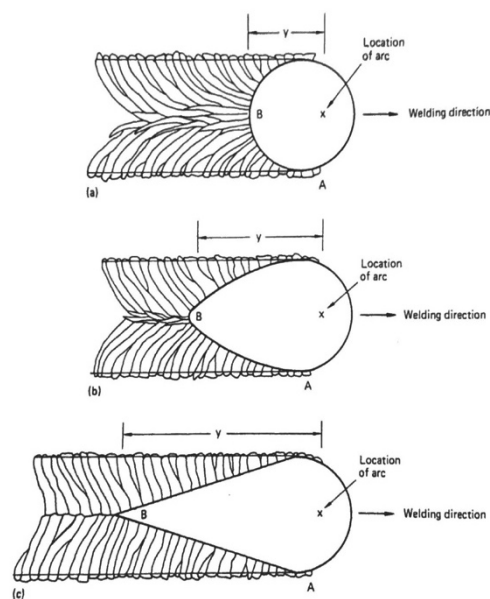 y
Location
of arc
B
x
Welding direction
A
(a)
y
Location
of arc
B
x
Welding direction
A
(b)
y
Location
of arc
B
x
Welding direction
A
(c)